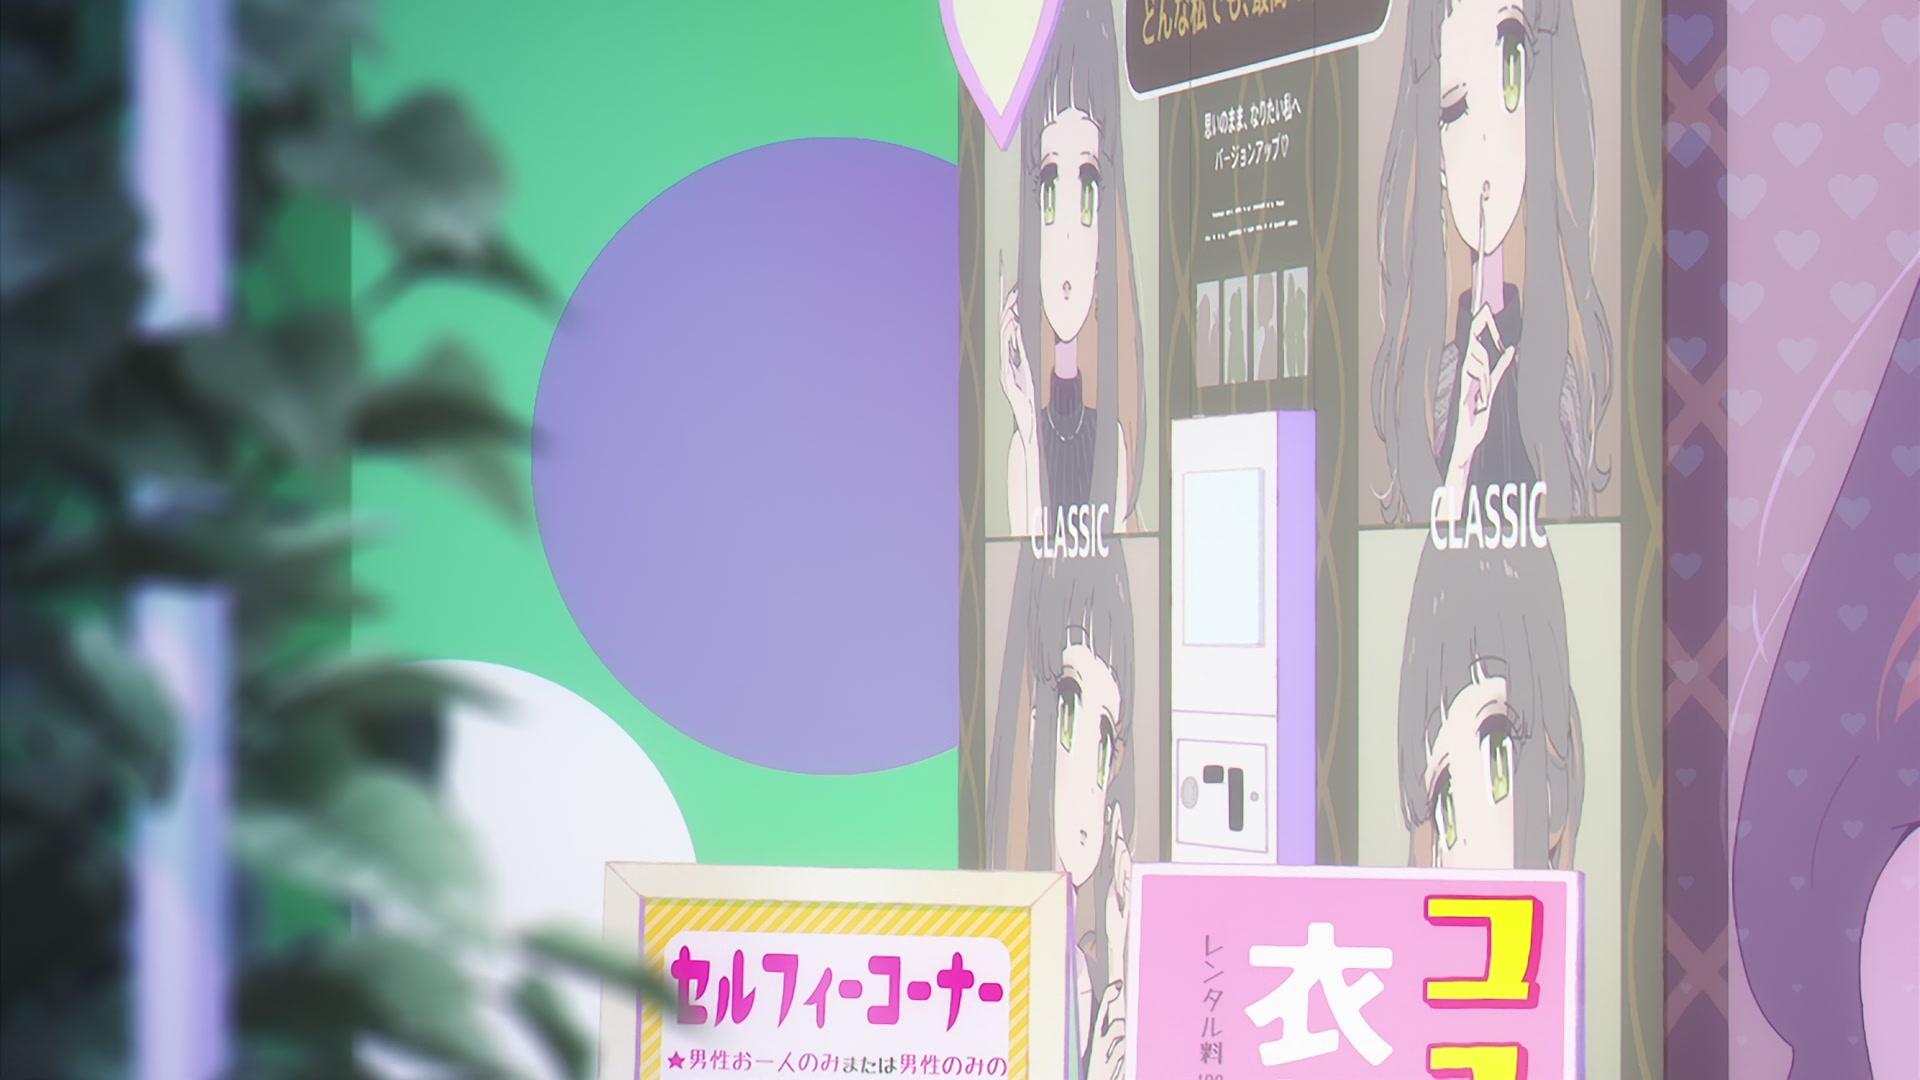 どんな私でも、最高
思いのまま、なりたい私へ
バージョンアップ♡
CLASSIC
CLASSIC
セルフィーコーナー
★男性お一人のみまたは男性のみの
コ
衣
レンタル料